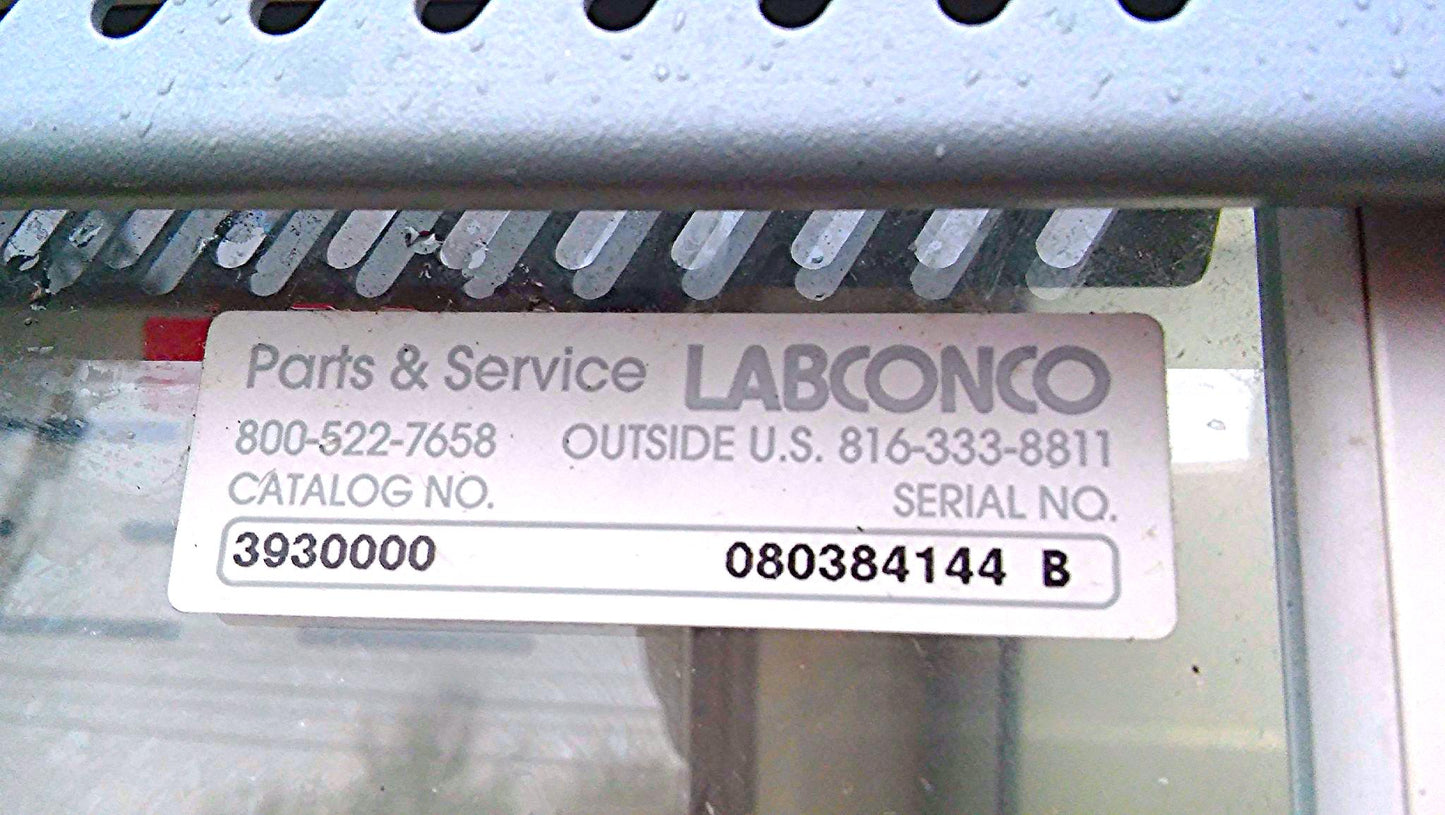 Parts & Service LABCONCO
800-522-7658 OUTSIDE U.S. 816-333-8811
CATALOG NO. SERIAL NO.
3930000 080384144 B